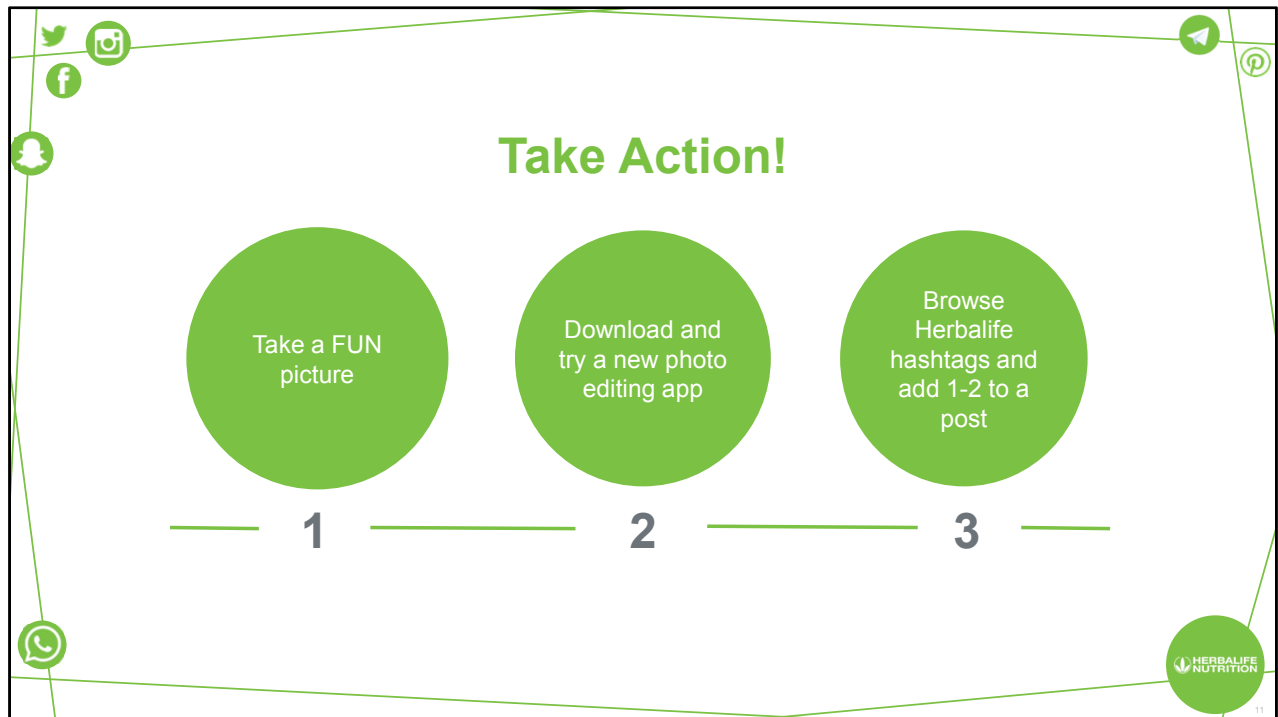 Take Action!
Take a FUN
picture
Download and
try a new photo
editing app
Browse
Herbalife
hashtags and
add 1-2 to a
post
1
2
3
HERBALIFE
NUTRITION
11